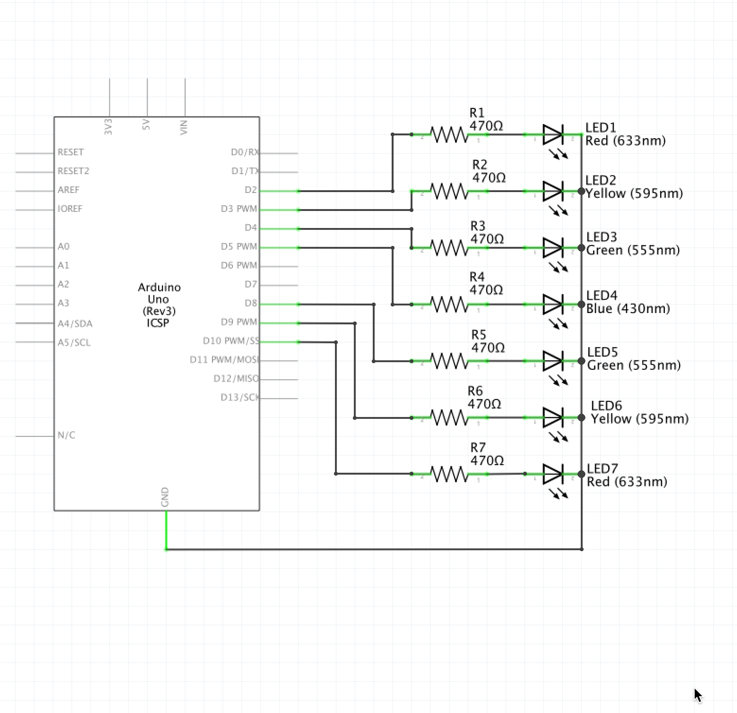 3V3
5V
VIN
RESET
RESET2
AREF
IOREF
A0
A1
A2
A3
A4/SDA
A5/SCL
N/C
Arduino
Uno
(Rev3)
ICSP
D0/RX
D1/TX
D2
D3 PWM
D4
D5 PWM
D6 PWM
D7
D8
D9 PWM
D10 PWM/SS
D11 PWM/MOSI
D12/MISO
D13/SCK
GND
R1
470Ω
LED1
Red (633nm)
R2
470Ω
LED2
Yellow (595nm)
R3
470Ω
LED3
Green (555nm)
R4
470Ω
LED4
Blue (430nm)
R5
470Ω
LED5
Green (555nm)
R6
470Ω
LED6
Yellow (595nm)
R7
470Ω
LED7
Red (633nm)